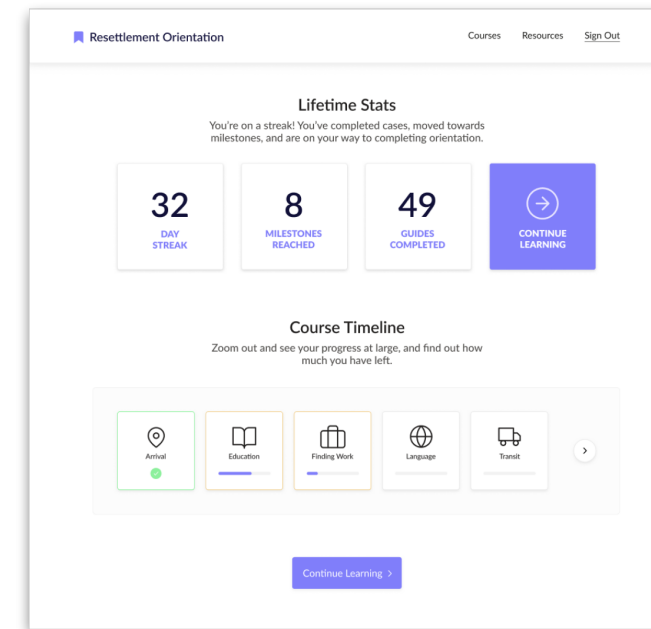 Resettlement Orientation
Courses
Resources
Sign Out
Lifetime Stats
You're on a streak! You've completed cases, moved towards
milestones, and are on your way to completing orientation.
32
DAY
STREAK
8
MILESTONES
REACHED
49
GUIDES
COMPLETED
CONTINUE
LEARNING
Course Timeline
Zoom out and see your progress at large, and find out how
much you have left.
Arrival
Education
Finding Work
Language
Transit
Continue Learning